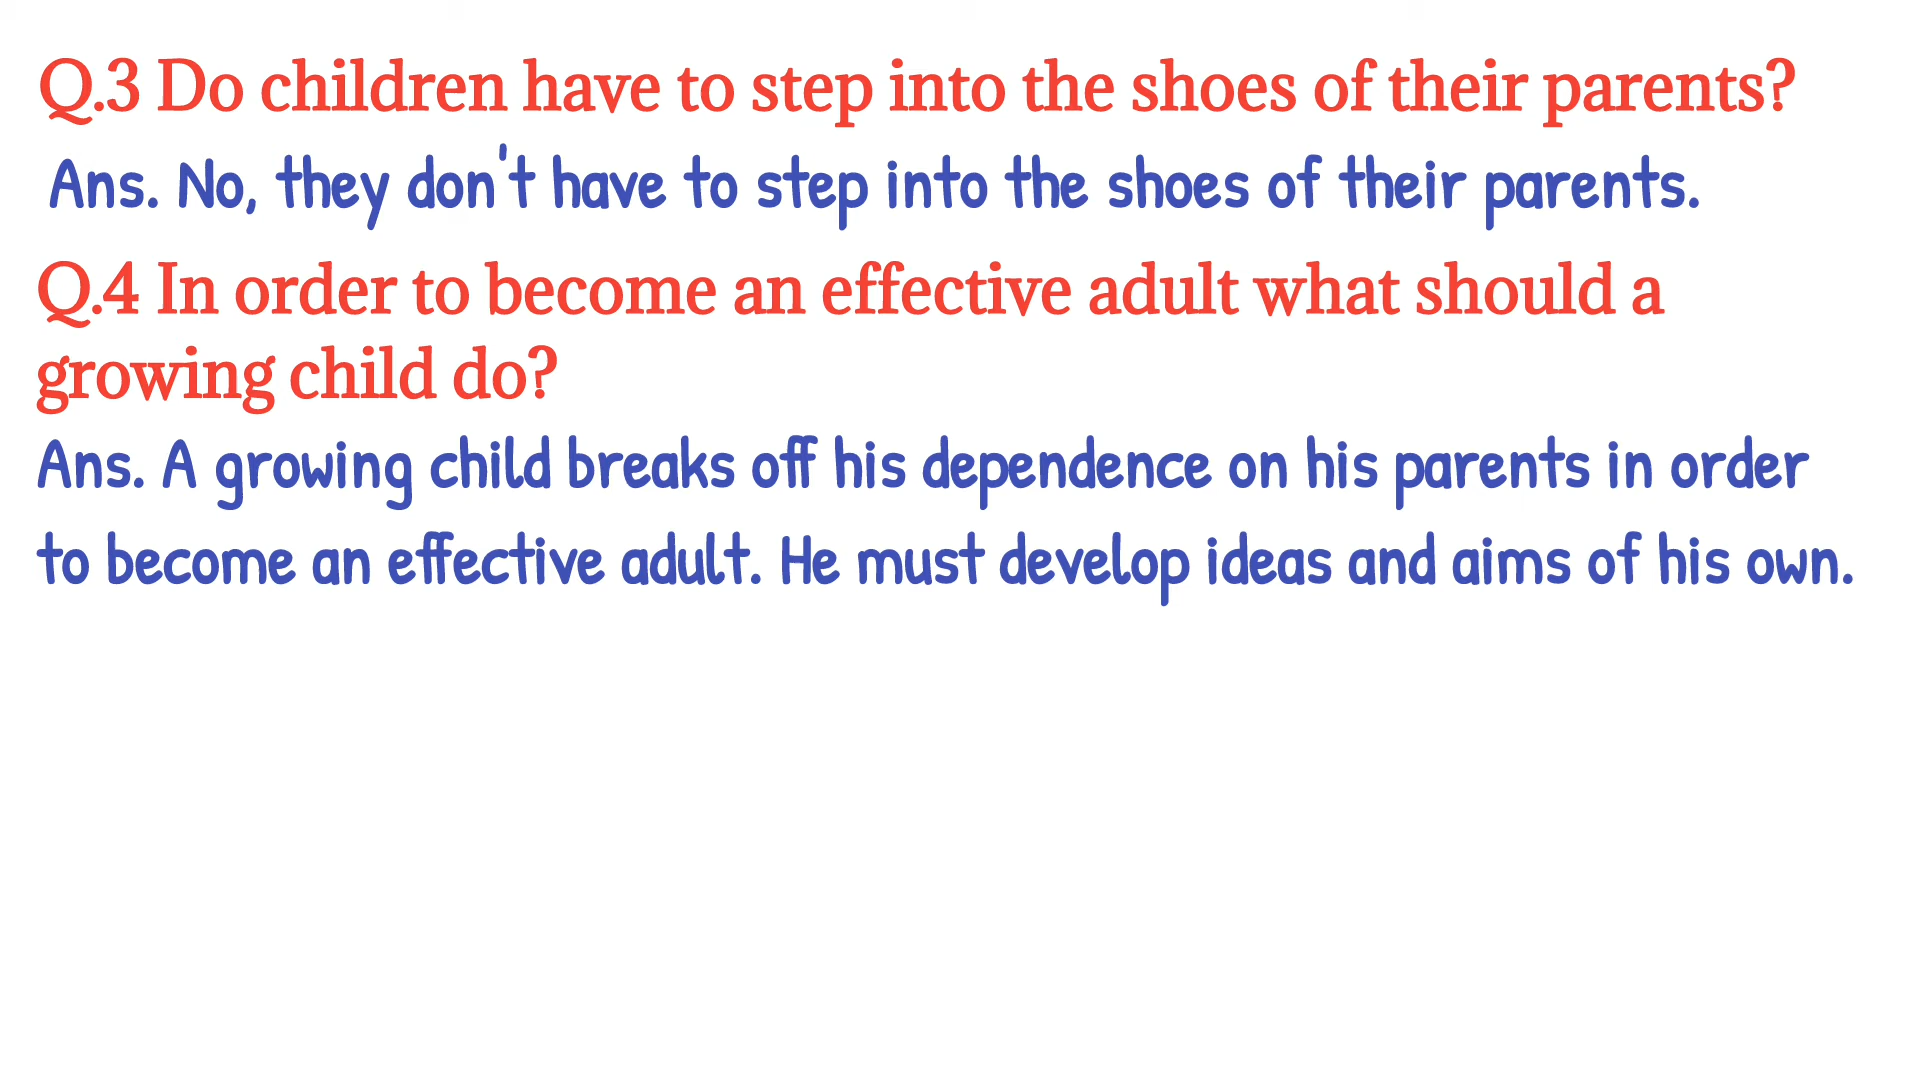 Q.3 Do children have to step into the shoes of their parents?
Ans. No, they don't have to step into the shoes of their parents.
Q.4 In order to become an effective adult what should a
growing child do?
Ans. A growing child breaks off his dependence on his parents in order
to become an effective adult. He must develop ideas and aims of his own.